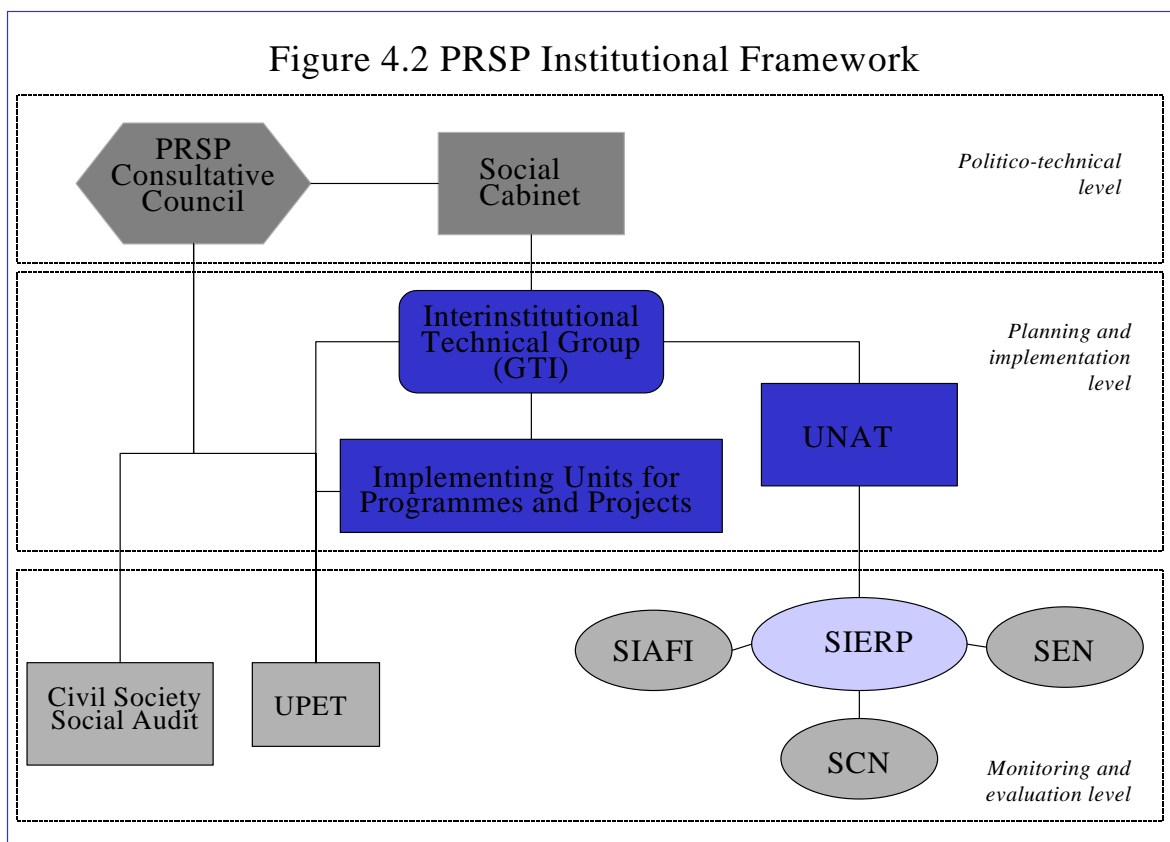 Figure 4.2 PRSP Institutional Framework
PRSP
Consultative
Council
Social
Cabinet
Politico-technical
level
Interinstitutional
Technical Group
(GTI)
Planning and
implementation
level
UNAT
Implementing Units for
Programmes and Projects
SIAFI
SIERP
SEN
Civil Society
Social Audit
UPET
SCN
Monitoring and
evaluation level